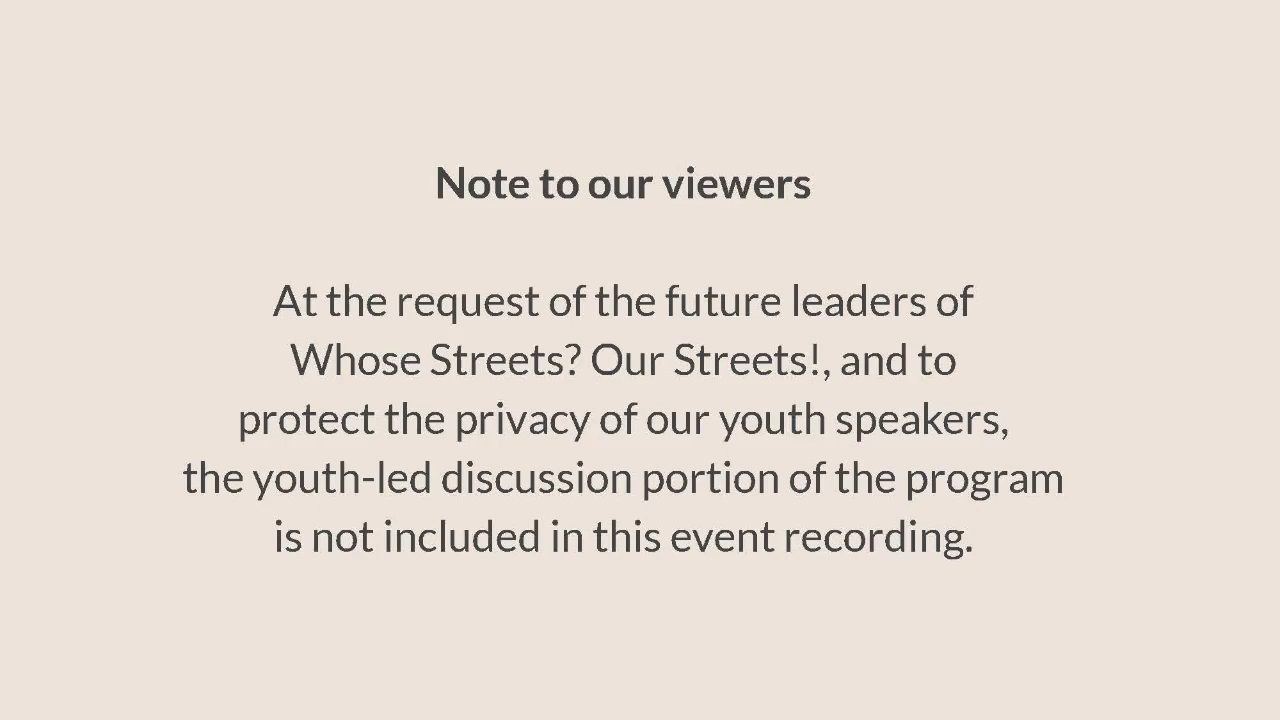 Note to our viewers
At the request of the future leaders of
Whose Streets? Our Streets!, and to
protect the privacy of our youth speakers,
the youth-led discussion portion of the program
is not included in this event recording.